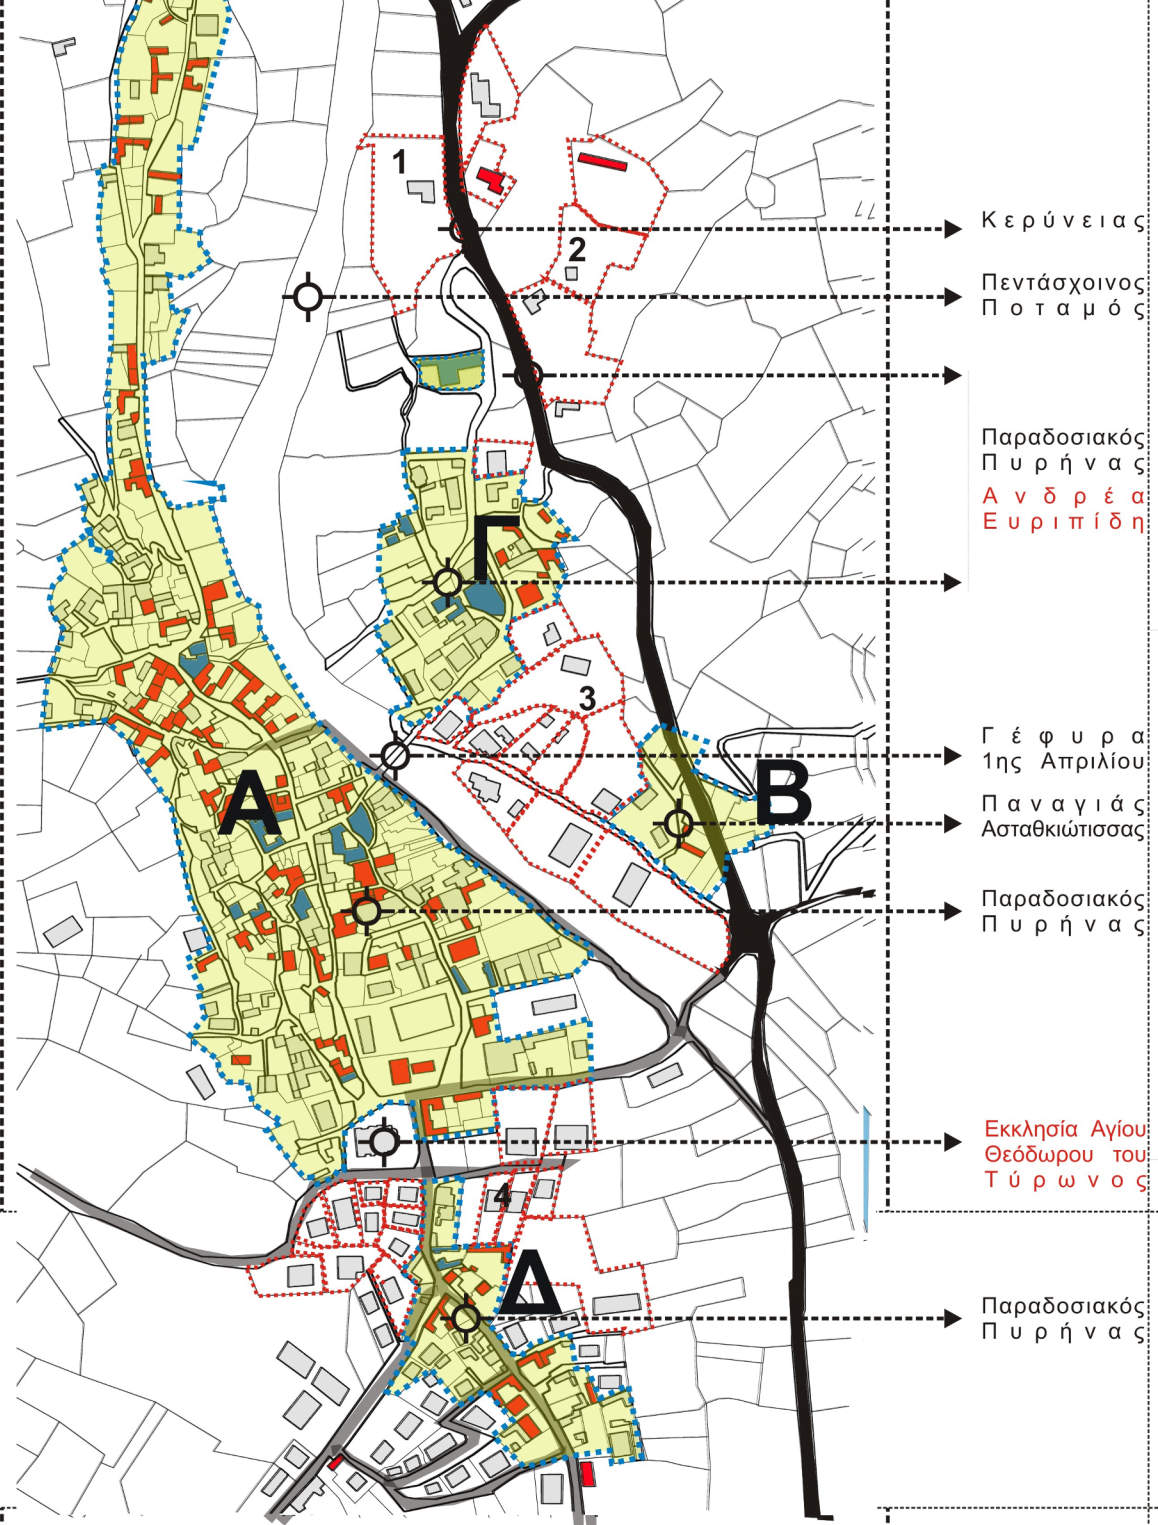 1
Κερύνειας
2
Πεντάσχοινος
Ποταμός
Παραδοσιακός
Πυρήνας
Ανδρέα
Ευριπίδη
Γ
3
Γέφυρα
1ης Απριλίου
Α
Β
Παναγιάς
Ασταθκιώτισσας
Παραδοσιακός
Πυρήνας
Εκκλησία Αγίου
Θεόδωρου του
Τύρωνος
4
Δ
Παραδοσιακός
Πυρήνας